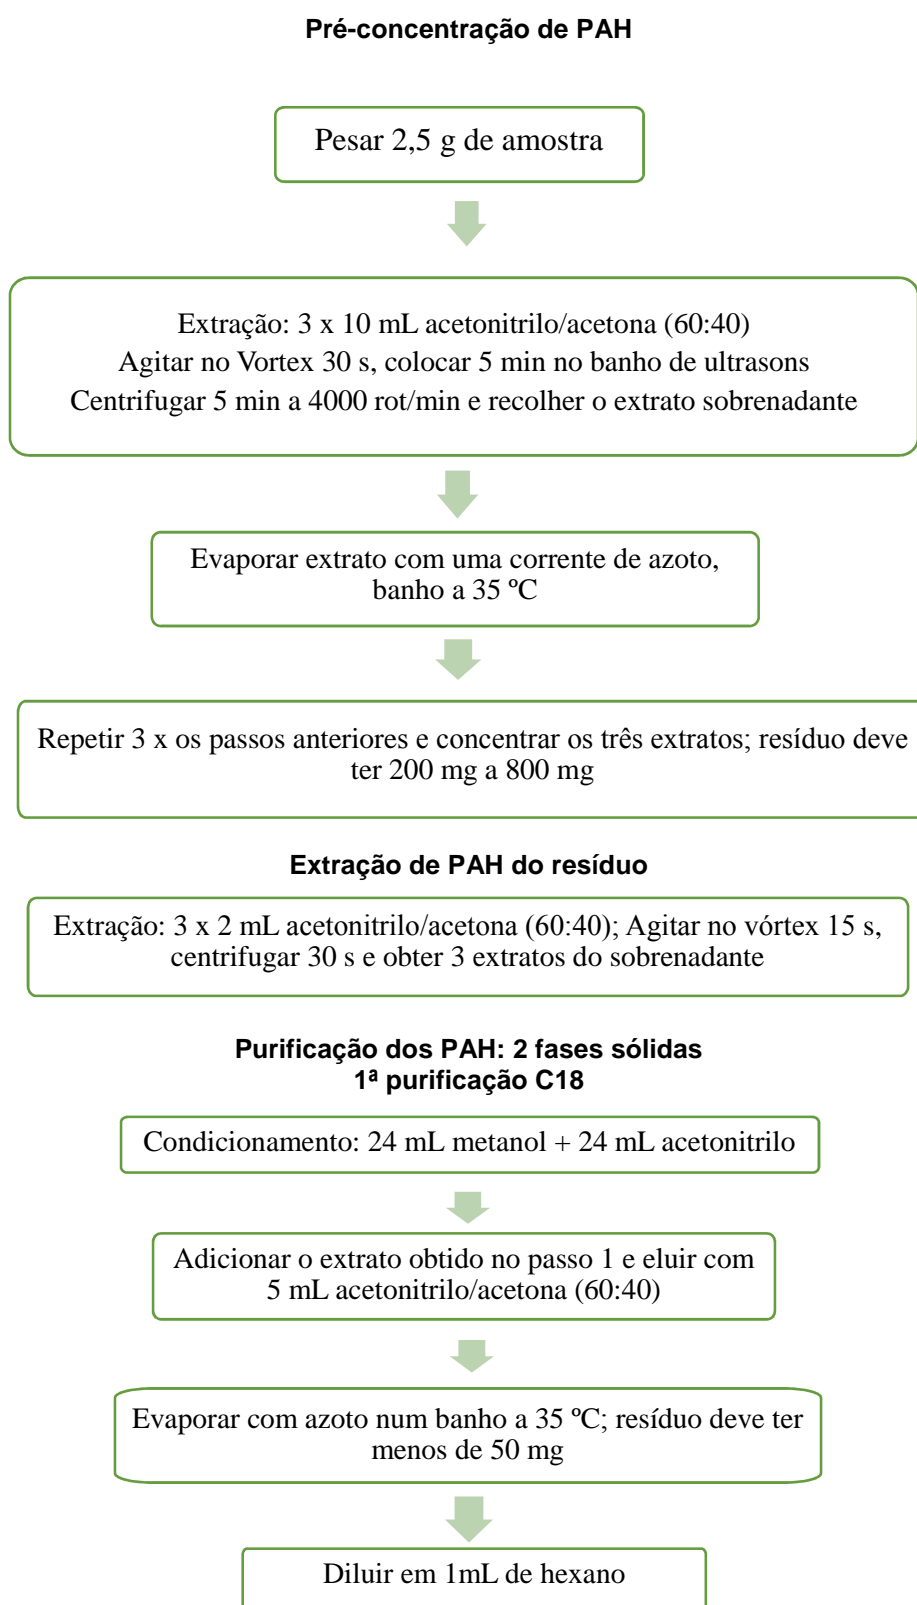 Pré-concentração de PAH
Pesar 2,5 g de amostra
Extração: 3 x 10 mL acetonitrilo/acetona (60:40)
Agitar no Vortex 30 s, colocar 5 min no banho de ultrasons
Centrifugar 5 min a 4000 rot/min e recolher o extrato sobrenadante
Evaporar extrato com uma corrente de azoto,
banho a 35 ºC
Repetir 3 x os passos anteriores e concentrar os três extratos; resíduo deve
ter 200 mg a 800 mg
Extração de PAH do resíduo
Extração: 3 x 2 mL acetonitrilo/acetona (60:40); Agitar no vórtex 15 s,
centrifugar 30 s e obter 3 extratos do sobrenadante
Purificação dos PAH: 2 fases sólidas
1ª purificação C18
Condicionamento: 24 mL metanol + 24 mL acetonitrilo
Adicionar o extrato obtido no passo 1 e eluir com
5 mL acetonitrilo/acetona (60:40)
Evaporar com azoto num banho a 35 ºC; resíduo deve ter
menos de 50 mg
Diluir em 1mL de hexano